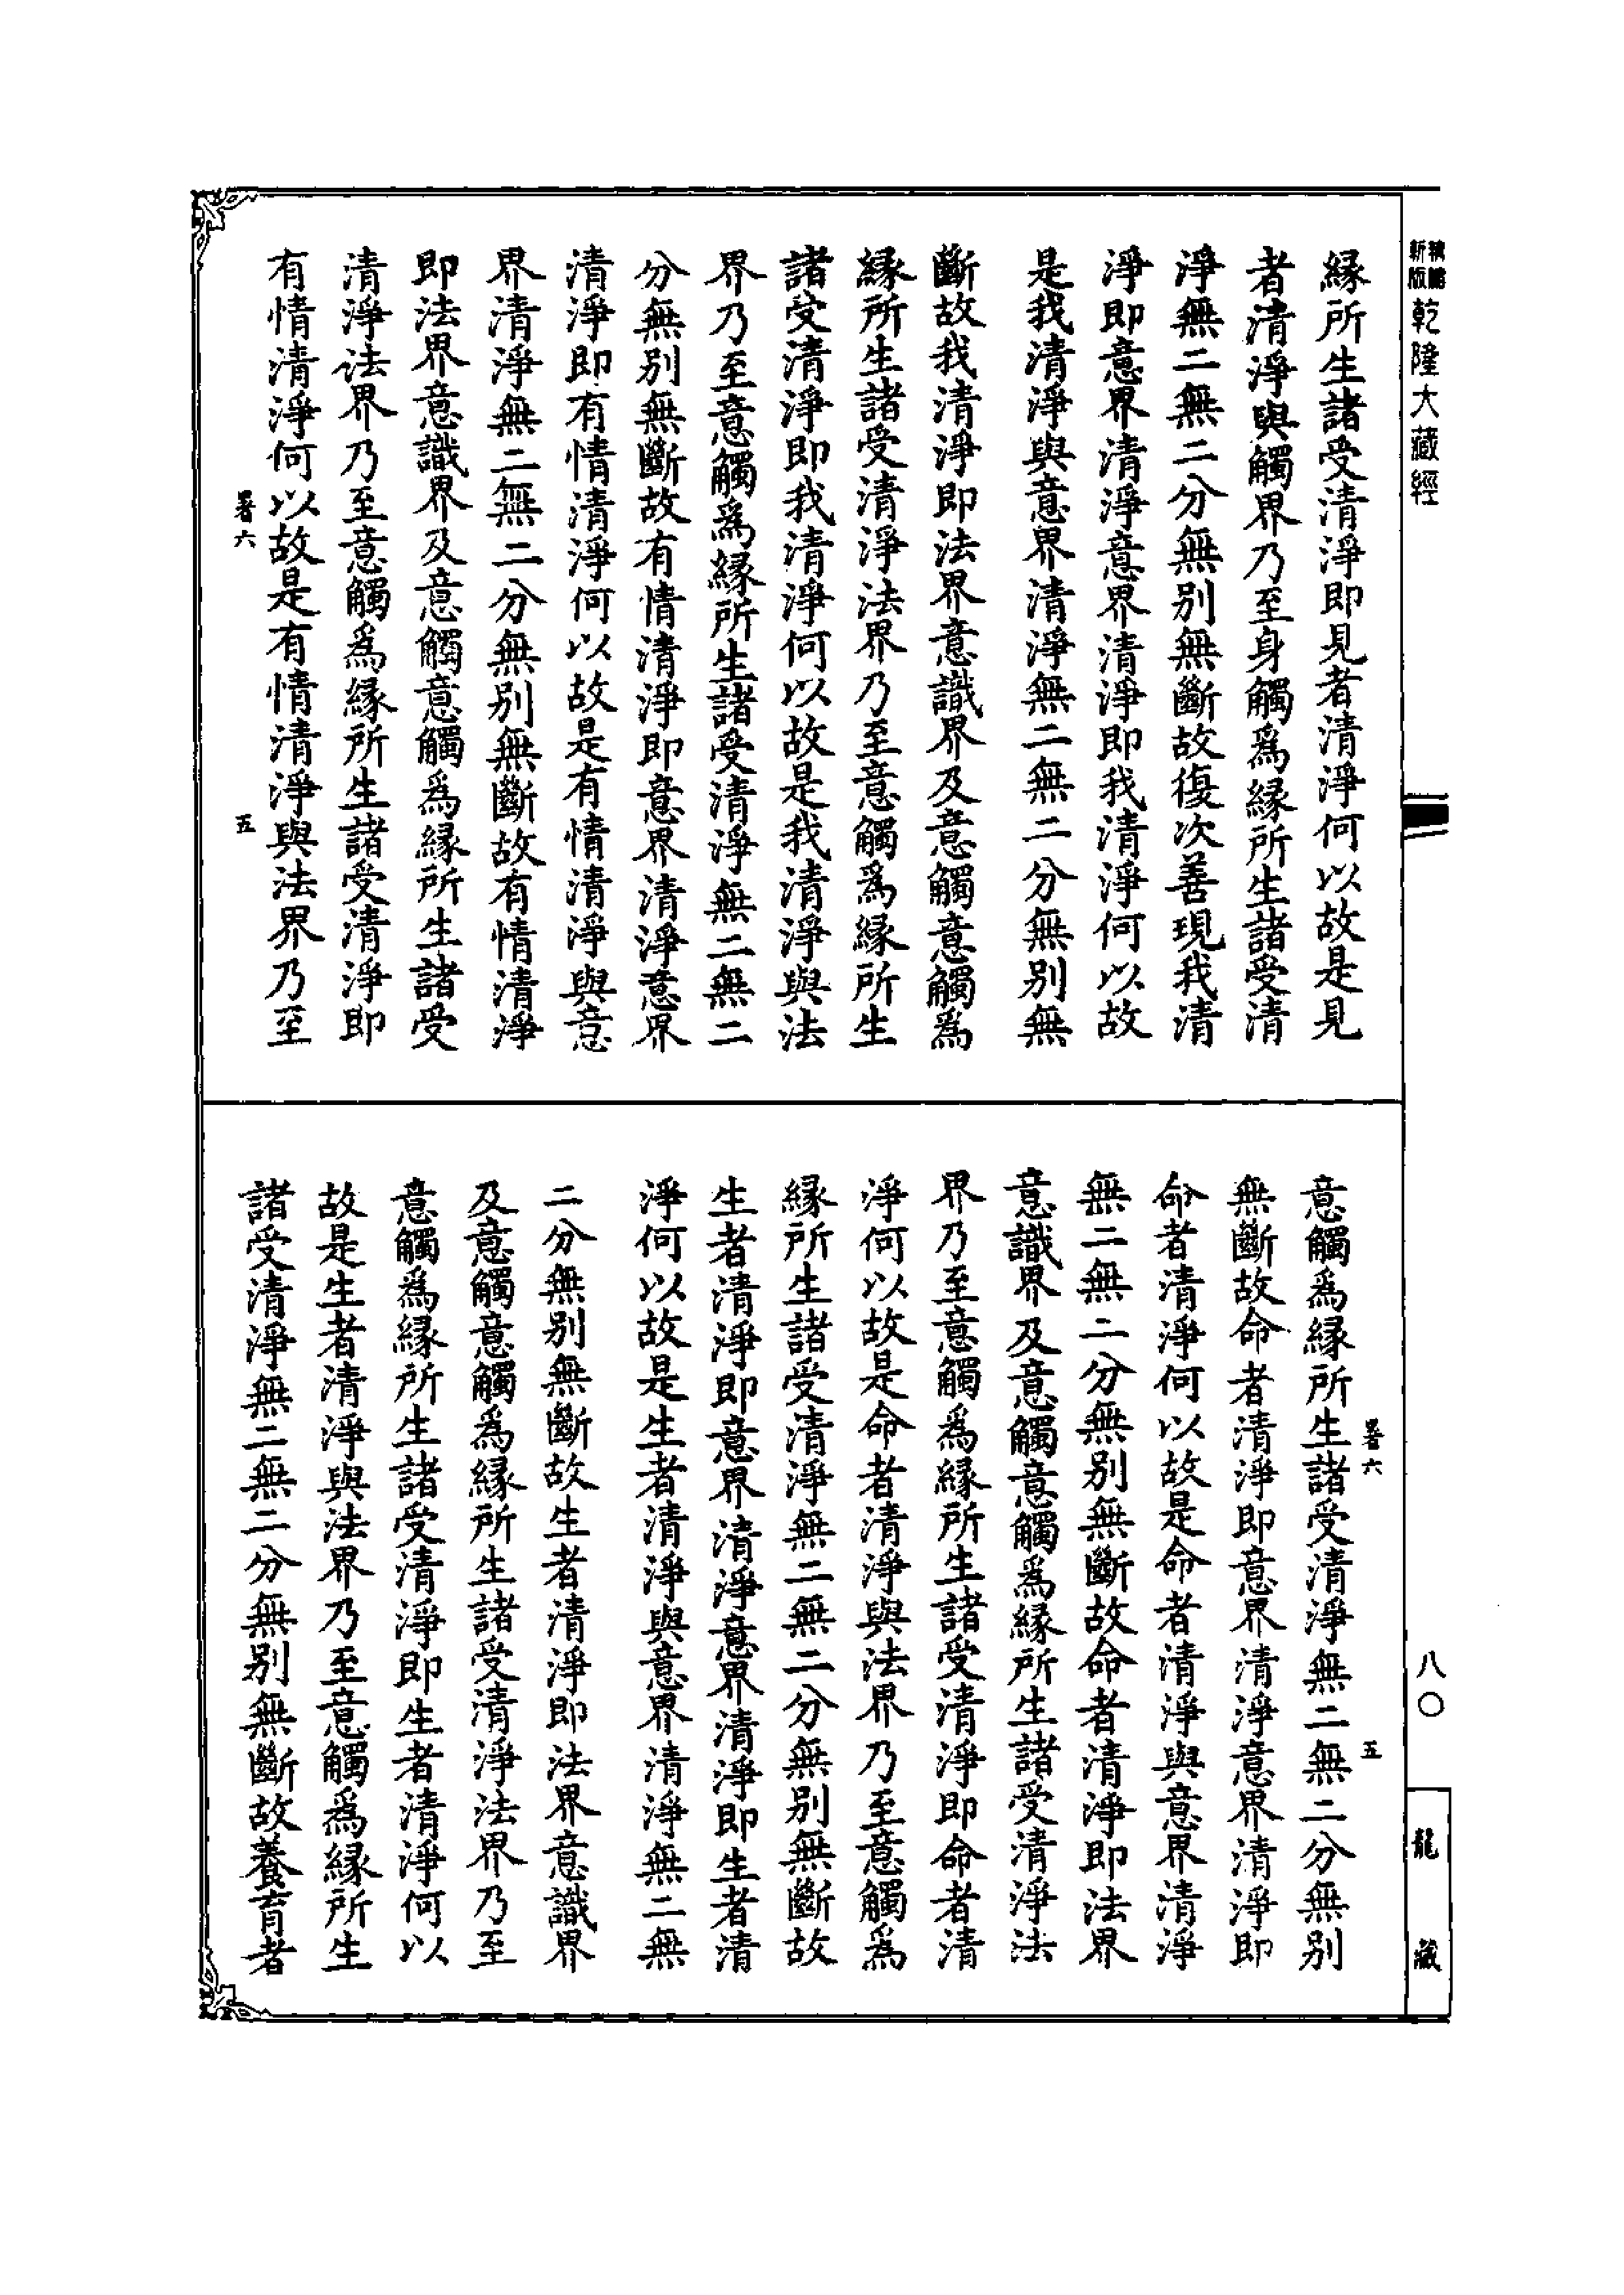 新版
乾隆大藏經
緣所生諸受清淨即見者清淨何以故是見
者清淨與觸界乃至身觸爲緣所生諸受清
淨無二無二分無別無斷故復次善現我清
淨即意界清淨意界清淨即我清淨何以故
是我清淨與意界清淨無二無二分無別無
斷故我清淨即法界意識界及意觸意觸爲
緣所生諸受清淨法界乃至意觸爲緣所生
諸受清淨即我清淨何以故是我清淨與法
界乃至意觸爲緣所生諸受清淨無二無二
分無別無斷故有情清淨即意界清淨意界
清淨即有情清淨何以故是有情清淨與意
界清淨無二無二分無別無斷故有情清淨
即法界意識界及意觸意觸爲緣所生諸受
清淨法界乃至意觸爲緣所生諸受清淨即
有情清淨何以故是有情清淨與法界乃至
暑六
五
八〇
龍藏
暑六
五
意觸爲緣所生諸受清淨無二無二分無別
無斷故命者清淨即意界清淨意界清淨即
命者清淨何以故是命者清淨與意界清淨
無二無二分無別無斷故命者清淨即法界
意識界及意觸意觸爲緣所生諸受清淨法
界乃至意觸爲緣所生諸受清淨即命者清
淨何以故是命者清淨與法界乃至意觸爲
緣所生諸受清淨無二無二分無別無斷故
生者清淨即意界清淨意界清淨即生者清
淨何以故是生者清淨與意界清淨無二無
二分無別無斷故生者清淨即法界意識界
及意觸意觸爲緣所生諸受清淨法界乃至
意觸爲緣所生諸受清淨即生者清淨何以
故是生者清淨與法界乃至意觸爲緣所生
諸受清淨無二無二分無別無斷故養育者